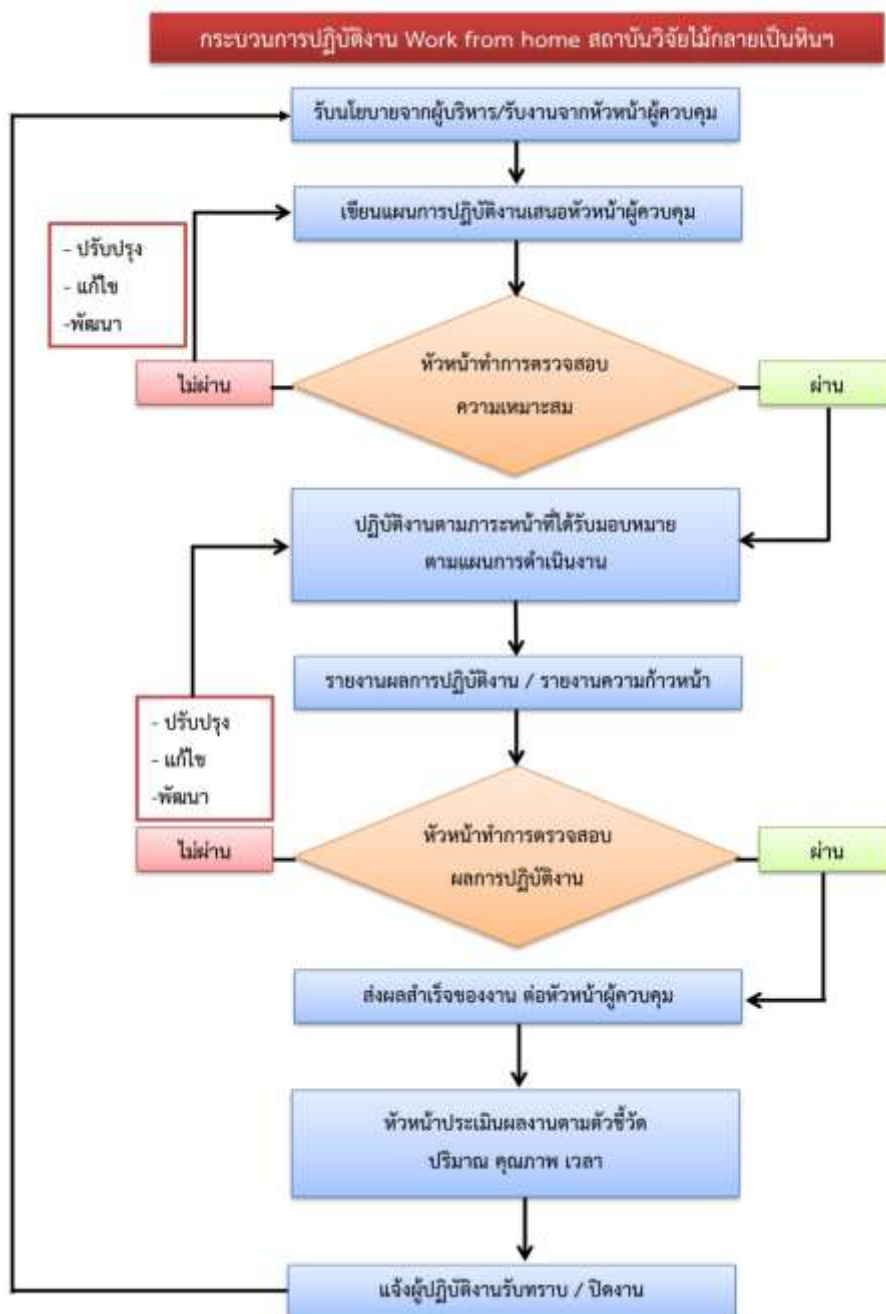 กระบวนการปฏิบัติงาน Work from home สถาบันวิจัยไม้กลายเป็นหินฯ
รับนโยบายจากผู้บริหาร/รับงานจากหัวหน้าผู้ควบคุม
เขียนแผนการปฏิบัติงานเสนอหัวหน้าผู้ควบคุม
- ปรับปรุง
- แก้ไข
-พัฒนา
หัวหน้าทำการตรวจสอบ
ความเหมาะสม
ไม่ผ่าน
ผ่าน
ปฏิบัติงานตามภาระหน้าที่ได้รับมอบหมาย
ตามแผนการดำเนินงาน
รายงานผลการปฏิบัติงาน / รายงานความก้าวหน้า
- ปรับปรุง
- แก้ไข
-พัฒนา
หัวหน้าทำการตรวจสอบ
ผลการปฏิบัติงาน
ไม่ผ่าน
ผ่าน
ส่งผลสำเร็จของงาน ต่อหัวหน้าผู้ควบคุม
หัวหน้าประเมินผลงานตามตัวชี้วัด
ปริมาณ คุณภาพ เวลา
แจ้งผู้ปฏิบัติงานรับทราบ / ปิดงาน